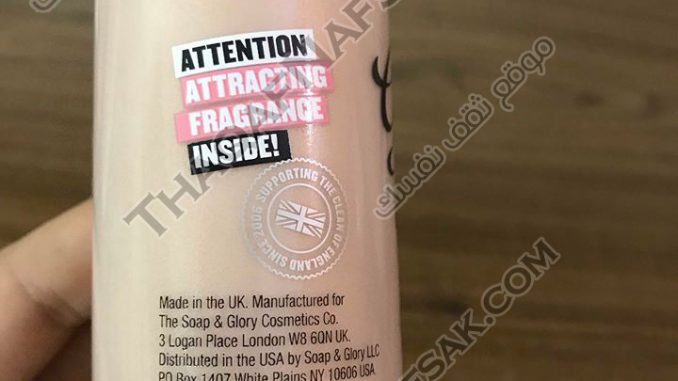 ATTENTION
ATTRACTING
FRAGRANCE
INSIDE!
SUPPORTING THE CLEAN OF ENGLAND SINCE 2006
Made in the UK. Manufactured for
The Soap & Glory Cosmetics Co.
3 Logan Place London W8 6QN UK.
Distributed in the USA by Soap & Glory LLC
PO Box 1407 White Plains NY 10606 USA
THAQAFNAFSAK.COM
موقع ثقف نفسك